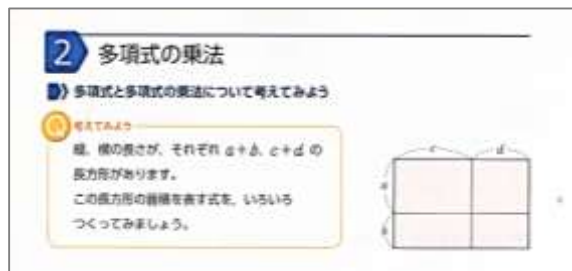 2 多項式の乗法
多項式と多項式の乗法について考えてみよう
Q 考えてみよう
縦、横の長さが、それぞれ a+b、c+d の
長方形があります。
この長方形の面積を表す式を、いろいろ
つくってみましょう。
c d
a
b